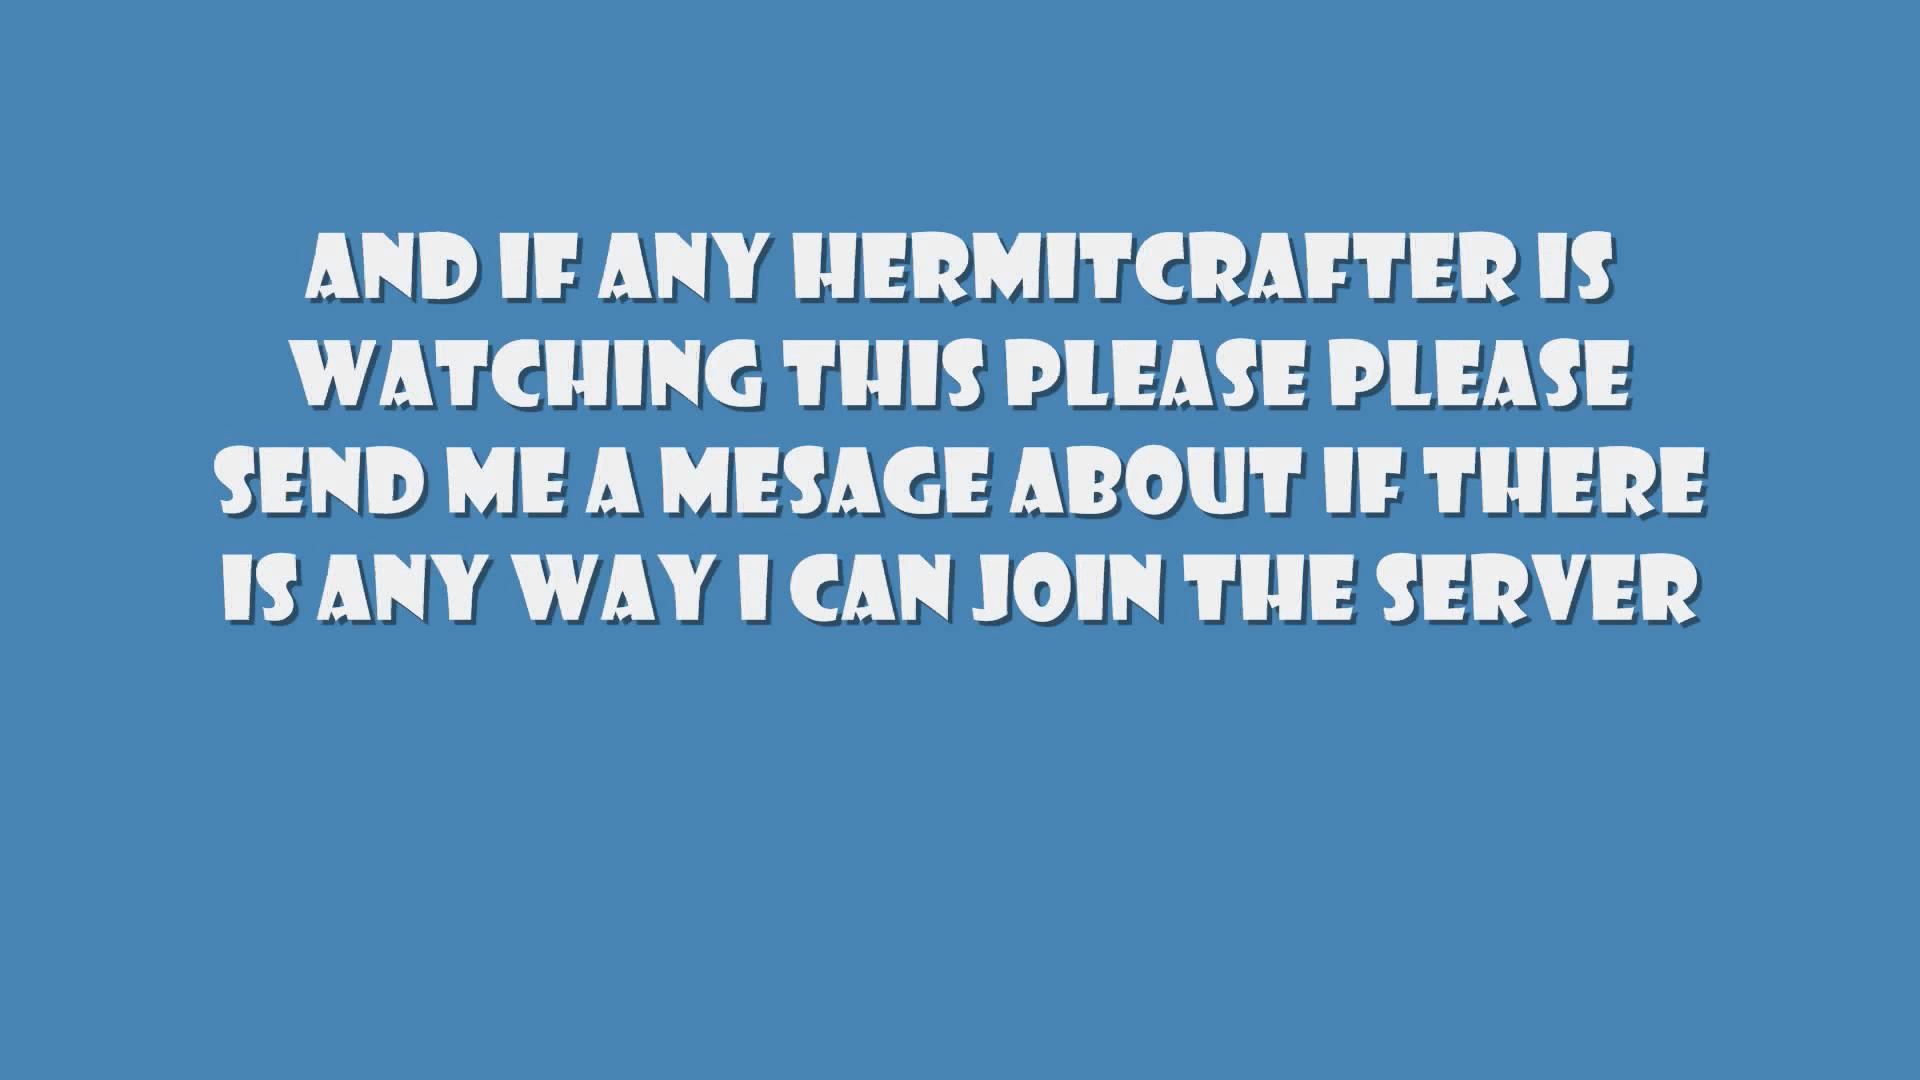 AND IF ANY HERMITCRAFTER IS
WATCHING THIS PLEASE PLEASE
SEND ME A MESAGE ABOUT IF THERE
IS ANY WAY I CAN JOIN THE SERVER